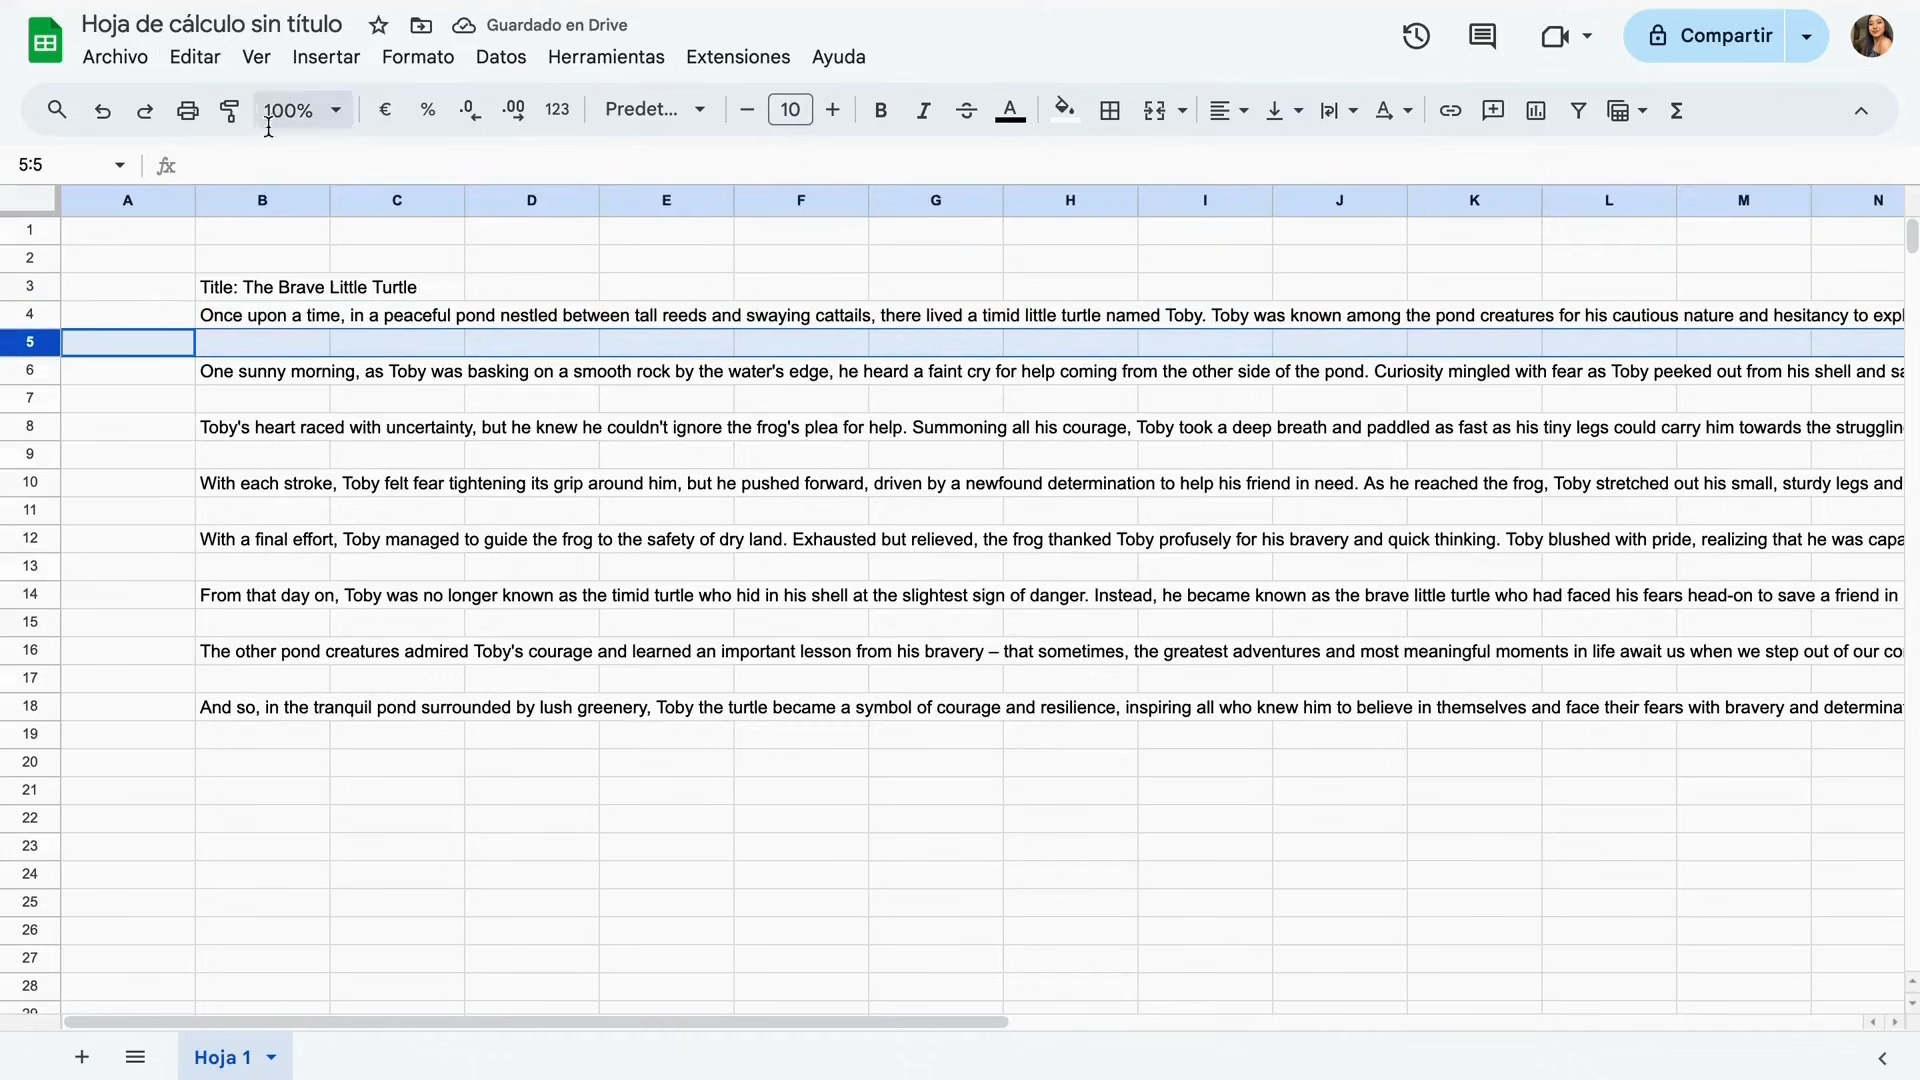 Hoja de cálculo sin título
Guardado en Drive
Archivo Editar Ver Insertar Formato Datos Herramientas Extensiones Ayuda
Compartir
100% € % .0 .00 123 Predet... 10 B I A
5:5 fx
A B C D E F G H I J K L M N
1
2
3 Title: The Brave Little Turtle
4 Once upon a time, in a peaceful pond nestled between tall reeds and swaying cattails, there lived a timid little turtle named Toby. Toby was known among the pond creatures for his cautious nature and hesitancy to expl
5
6 One sunny morning, as Toby was basking on a smooth rock by the water's edge, he heard a faint cry for help coming from the other side of the pond. Curiosity mingled with fear as Toby peeked out from his shell and sa
7
8 Toby's heart raced with uncertainty, but he knew he couldn't ignore the frog's plea for help. Summoning all his courage, Toby took a deep breath and paddled as fast as his tiny legs could carry him towards the strugglin
9
10 With each stroke, Toby felt fear tightening its grip around him, but he pushed forward, driven by a newfound determination to help his friend in need. As he reached the frog, Toby stretched out his small, sturdy legs and
11
12 With a final effort, Toby managed to guide the frog to the safety of dry land. Exhausted but relieved, the frog thanked Toby profusely for his bravery and quick thinking. Toby blushed with pride, realizing that he was capa
13
14 From that day on, Toby was no longer known as the timid turtle who hid in his shell at the slightest sign of danger. Instead, he became known as the brave little turtle who had faced his fears head-on to save a friend in
15
16 The other pond creatures admired Toby's courage and learned an important lesson from his bravery – that sometimes, the greatest adventures and most meaningful moments in life await us when we step out of our co
17
18 And so, in the tranquil pond surrounded by lush greenery, Toby the turtle became a symbol of courage and resilience, inspiring all who knew him to believe in themselves and face their fears with bravery and determina
19
20
21
22
23
24
25
26
27
28
29
Hoja 1